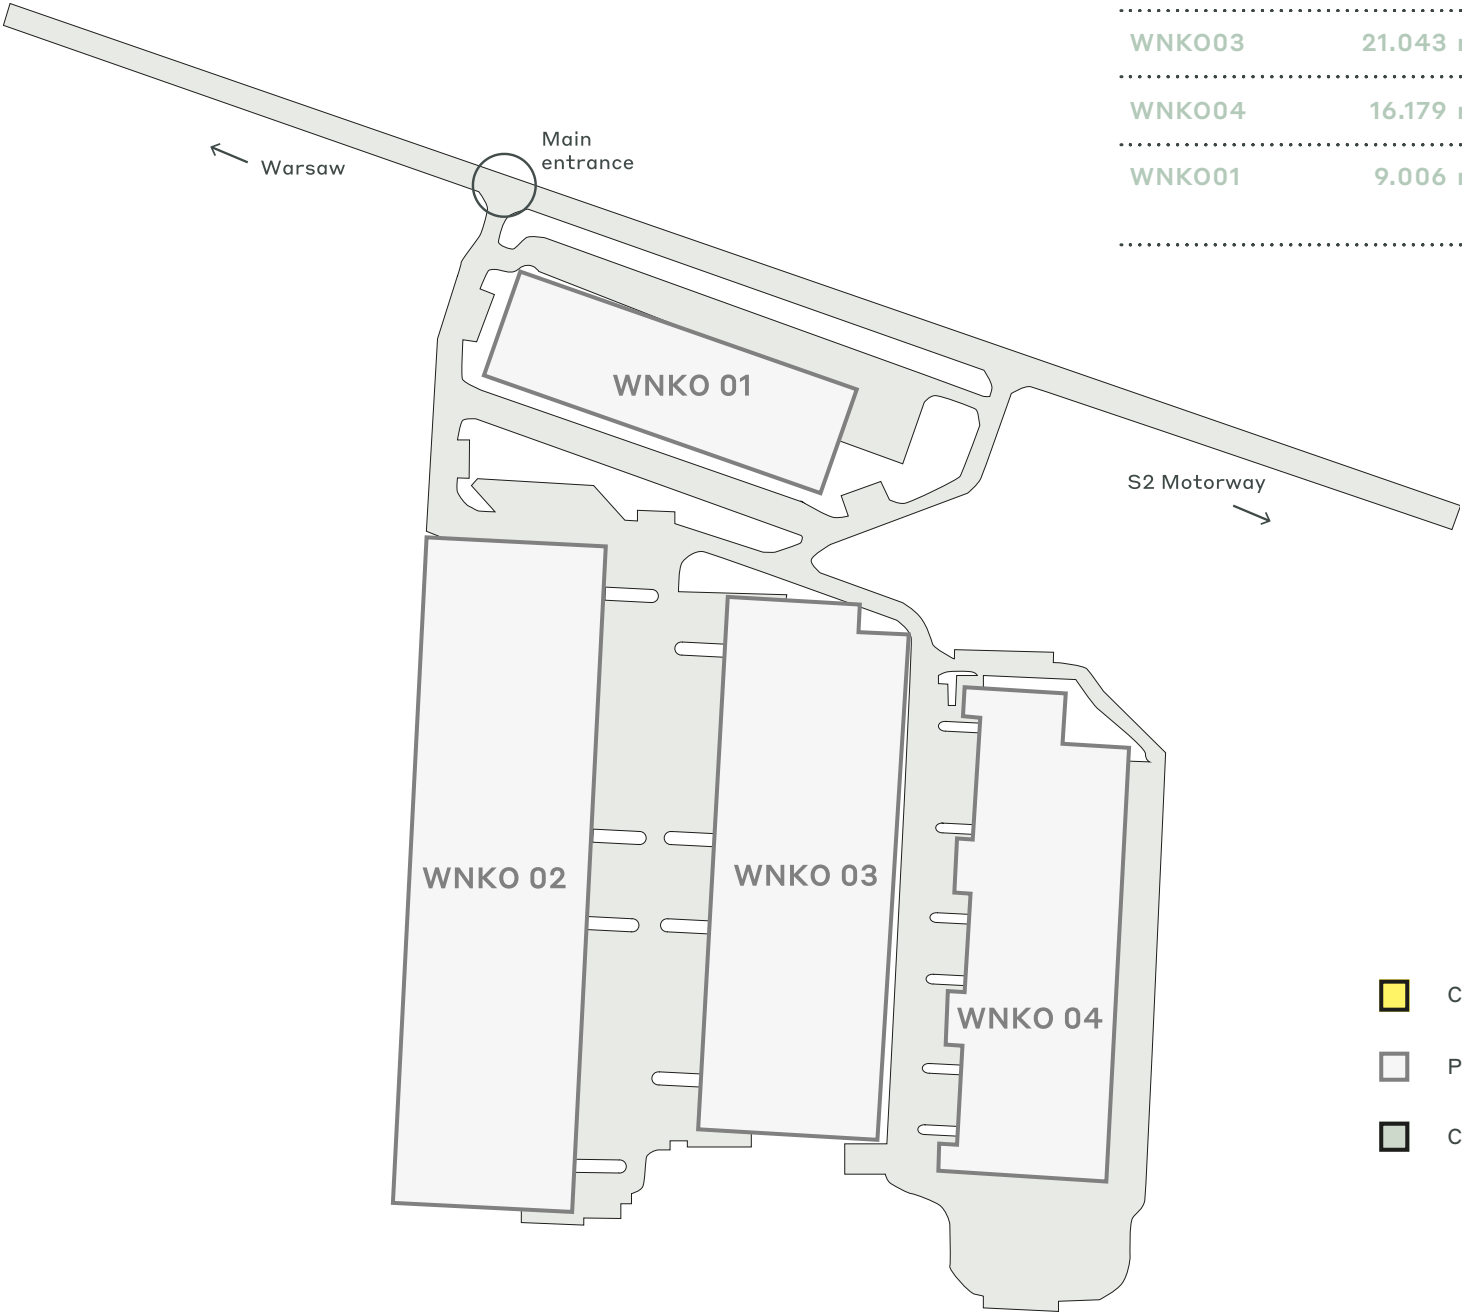 WNKO03 21.043
WNKO04 16.179
WNKO01 9.006
Main
entrance
Warsaw
WNKO 01
S2 Motorway
WNKO 02
WNKO 03
WNKO 04
C
P
C